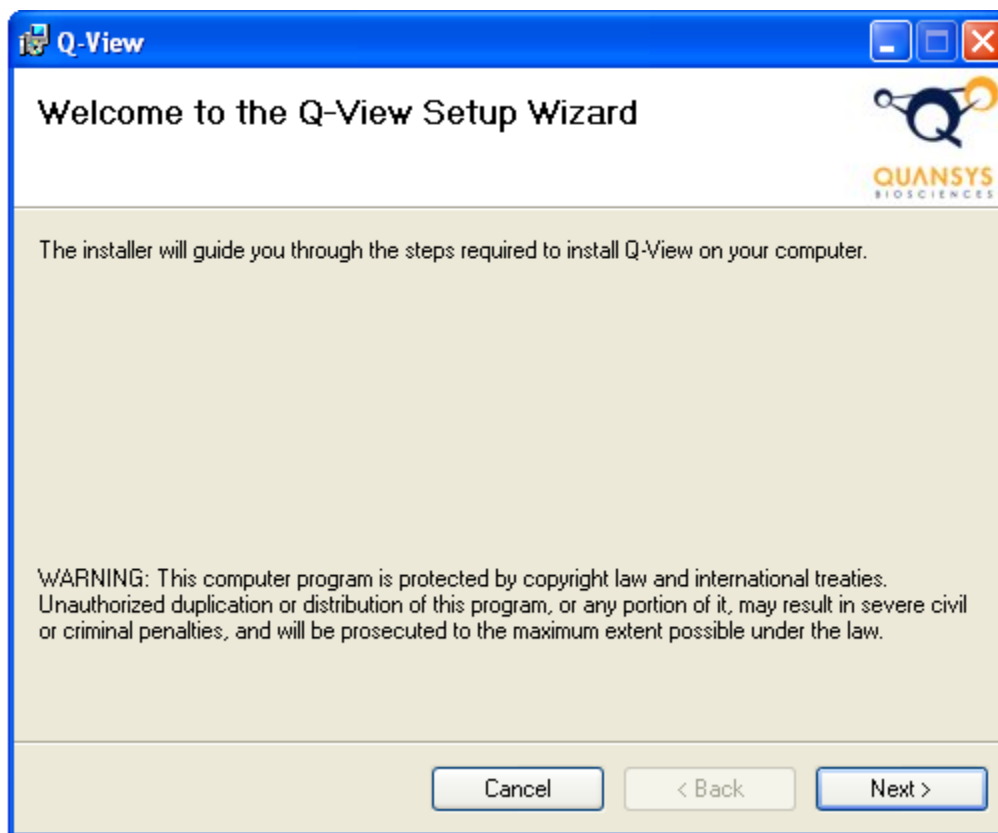 Q-View
Welcome to the Q-View Setup Wizard
QUANSYS
BIOSCIENCES
The installer will guide you through the steps required to install Q-View on your computer.
WARNING: This computer program is protected by copyright law and international treaties.
Unauthorized duplication or distribution of this program, or any portion of it, may result in severe civil
or criminal penalties, and will be prosecuted to the maximum extent possible under the law.
Cancel
< Back
Next >